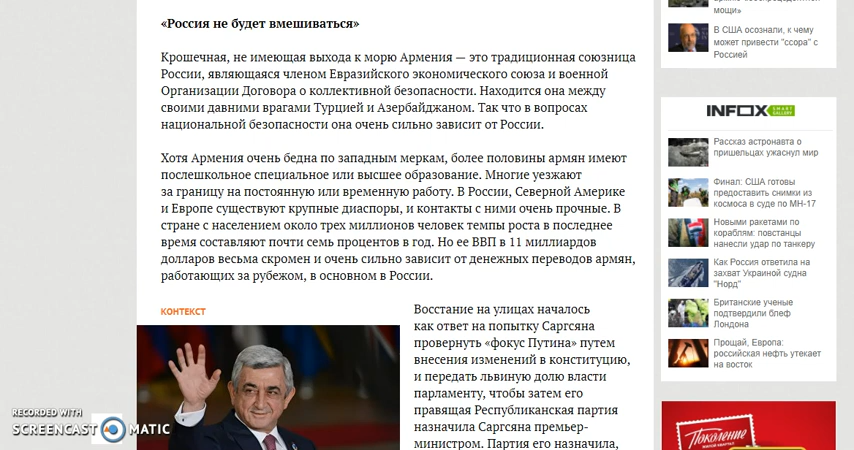 «Россия не будет вмешиваться»
Крошечная, не имеющая выхода к морю Армения — это традиционная союзница
России, являющаяся членом Евразийского экономического союза и военной
Организации Договора о коллективной безопасности. Находится она между
своими давними врагами Турцией и Азербайджаном. Так что в вопросах
национальной безопасности она очень сильно зависит от России.
Хотя Армения очень бедна по западным меркам, более половины армян имеют
послешкольное специальное или высшее образование. Многие уезжают
за границу на постоянную или временную работу. В России, Северной Америке
и Европе существуют крупные диаспоры, и контакты с ними очень прочные. В
стране с населением около трех миллионов человек темпы роста в последнее
время составляют почти семь процентов в год. Но ее ВВП в 11 миллиардов
долларов весьма скромен и очень сильно зависит от денежных переводов армян,
работающих за рубежом, в основном в России.
КОНТЕКСТ
Восстание на улицах началось
как ответ на попытку Саргсяна
провернуть «фокус Путина» путем
внесения изменений в конституцию,
и передать львиную долю власти
парламенту, чтобы затем его
правящая Республиканская партия
назначила Саргсяна премьер-
министром. Партия его назначила,
мощи»
В США осознали, к чему
может привести "ссора" с
Россией
INFOX SMART GALLERY
Рассказ астронавта о
пришельцах ужаснул мир
Финал: США готовы
предоставить снимки из
космоса в суде по МН-17
Новыми ракетами по
кораблям: повстанцы
нанесли удар по танкеру
Как Россия ответила на
захват Украиной судна
"Норд"
Британские ученые
подтвердили блеф
Лондона
Прощай, Европа:
российская нефть утекает
на восток
Поколение
RECORDED WITH
SCREENCAST MATIC